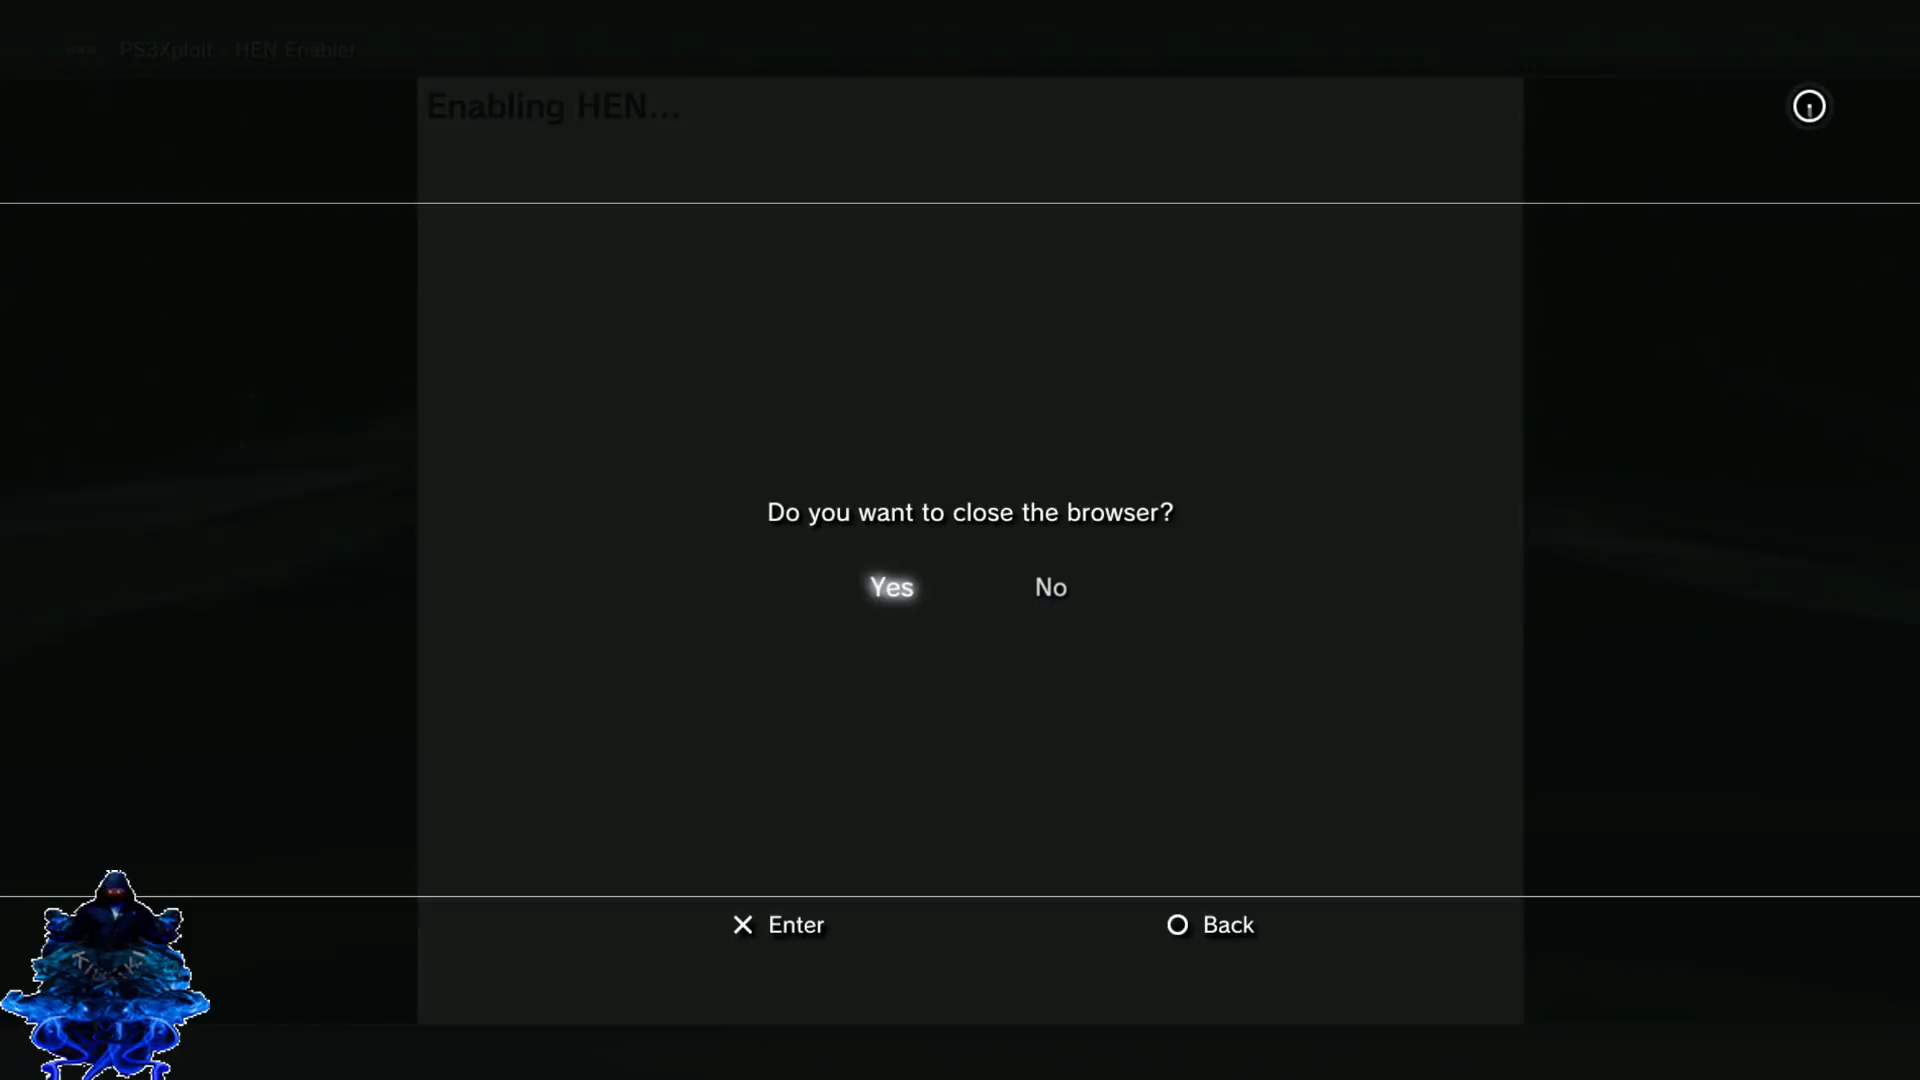 PS3Xploit - HEN Enabler
Enabling HEN...
Do you want to close the browser?
Yes
No
Enter
Back